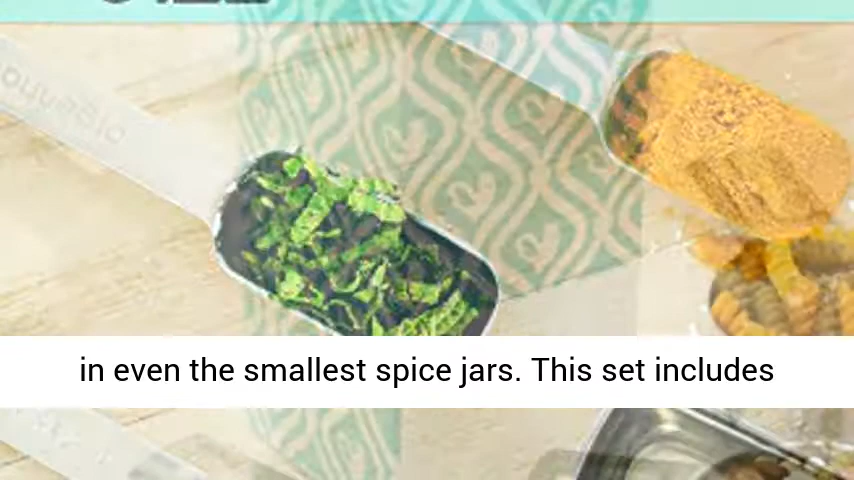 in even the smallest spice jars. This set includes